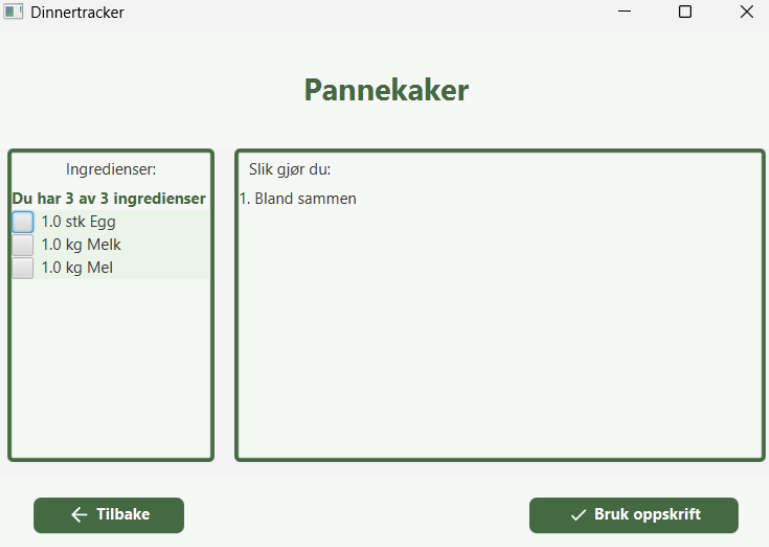 Dinnertracker
Pannekaker
Ingredienser:
Du har 3 av 3 ingredienser
1.0 stk Egg
1.0 kg Melk
1.0 kg Mel
Slik gjør du:
1. Bland sammen
Tilbake
Bruk oppskrift